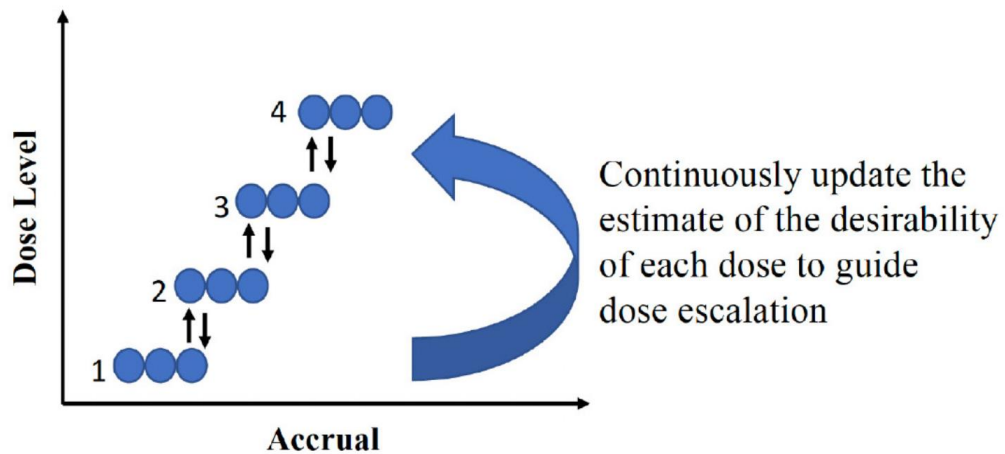 4
3
2
1
Dose Level
Accrual
Continuously update the
estimate of the desirability
of each dose to guide
dose escalation